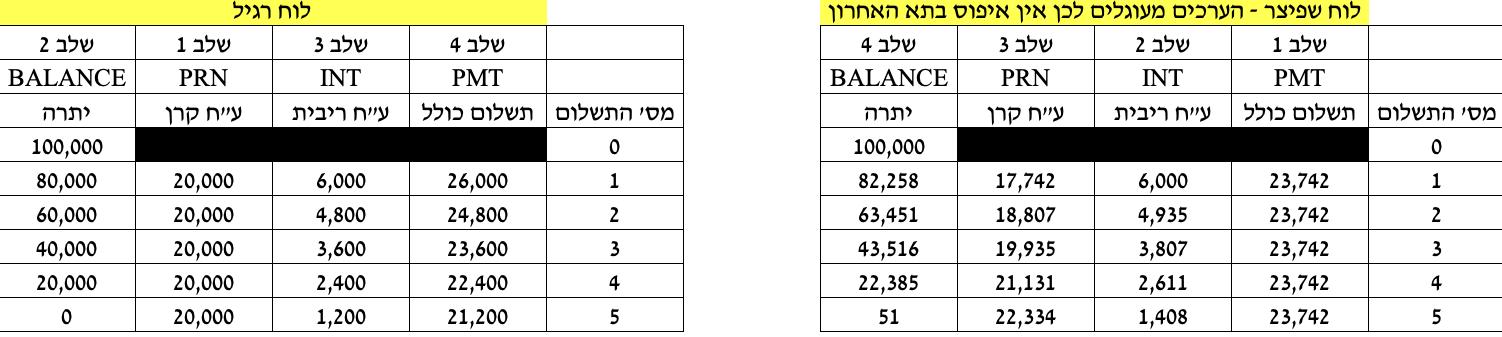 לוח שפיצר - הערכים מעוגלים לכן אין איפוס בתא האחרון
שלב 1 שלב 2 שלב 3 שלב 4
PMT INT PRN BALANCE
מס׳ התשלום תשלום כולל ע״ח ריבית ע״ח קרן יתרה
0 100,000
1 23,742 6,000 17,742 82,258
2 23,742 4,935 18,807 63,451
3 23,742 3,807 19,935 43,516
4 23,742 2,611 21,131 22,385
5 23,742 1,408 22,334 51
לוח רגיל
שלב 4 שלב 3 שלב 1 שלב 2
PMT INT PRN BALANCE
מס׳ התשלום תשלום כולל ע״ח ריבית ע״ח קרן יתרה
0 100,000
1 26,000 6,000 20,000 80,000
2 24,800 4,800 20,000 60,000
3 23,600 3,600 20,000 40,000
4 22,400 2,400 20,000 20,000
5 21,200 1,200 20,000 0